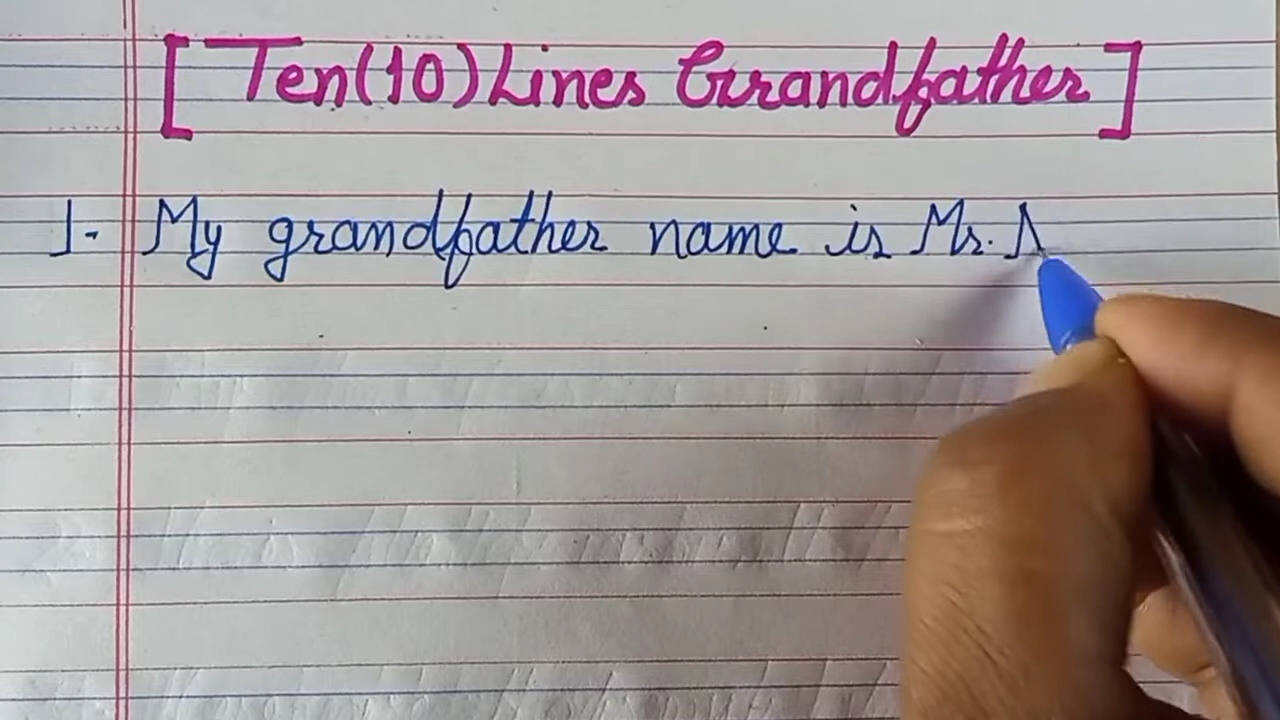 [Ten(10) Lines Grandfather]
1- My grandfather name is Mr.